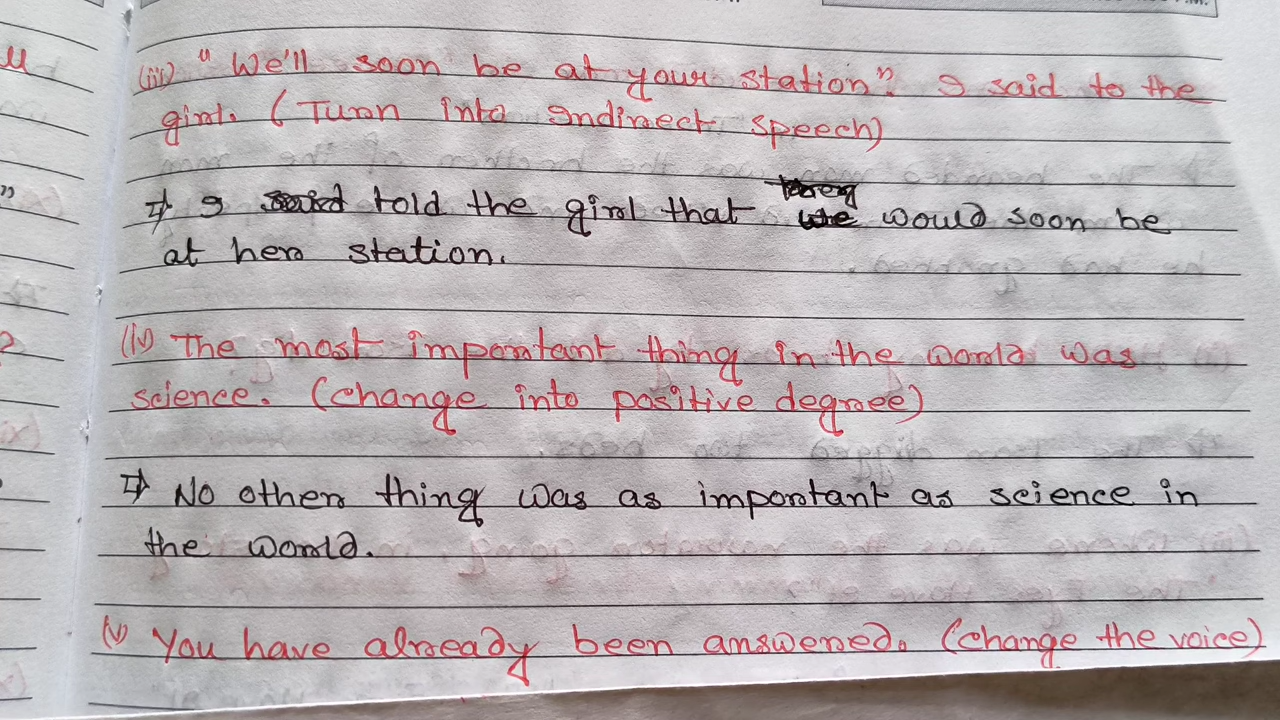 (iii) "We'll soon be at your station". I said to the
girl. (Turn into Indirect speech)
⇒ I said told the girl that they we would soon be
at her station.
(iv) The most important thing in the world was
science. (change into positive degree)
⇒ No other thing was as important as science in
the world.
(v) You have already been answered. (change the voice)